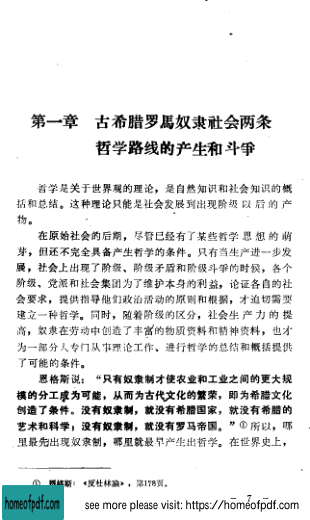 第一章 古希腊罗馬奴隶社会两条
哲学路线的产生和斗爭
哲学是关于世界观的理论，是自然知识和社会知识的概
括和总结。这种理论只能是社会发展到出现阶级以后的产
物。
在原始社会的后期，尽管已经有了某些哲学思想的萌
芽，但还不完全具备产生哲学的条件。只有当生产进一步发
展，社会上出现了阶级、阶级矛盾和阶级斗爭的时候，各个
阶级、党派和社会集团为了维护本身的利益，论证各自的社
会要求，提供指导他们政治活动的原则和根据，才迫切需要
建立一种哲学。同时，随着阶级的区分，社会生产力的提
高，奴隶在劳动中创造了丰富的物质资料和精神资料，也才
为一部分人专门从事理论工作、进行哲学的总结和概括提供
了可能的条件。
恩格斯说：“只有奴隶制才使农业和工业之间的更大规
模的分工成为可能，从而为古代文化的繁荣，即为希腊文化
创造了条件。没有奴隶制，就没有希腊国家，就没有希腊的
艺术和科学；没有奴隶制，就没有罗马帝国。”①所以，哪
里最先出现奴隶制，哪里就最早产生出哲学。在世界史上，
① 恩格斯：《反杜林論》，第178页。
- 7 -
homeofpdf.com
see more please visit: https://homeofpdf.com